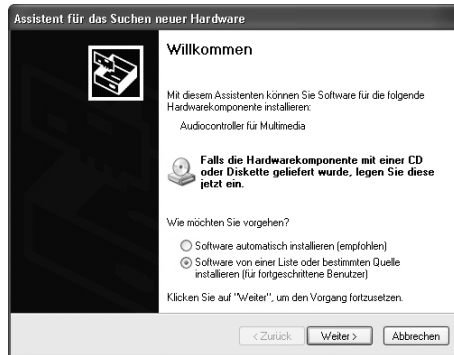 Assistent für das Suchen neuer Hardware
Willkommen
Mit diesem Assistenten können Sie Software für die folgende
Hardwarekomponente installieren:
Audiocontroller für Multimedia
Falls die Hardwarekomponente mit einer CD
oder Diskette geliefert wurde, legen Sie diese
jetzt ein.
Wie möchten Sie vorgehen?
Software automatisch installieren (empfohlen)
Software von einer Liste oder bestimmten Quelle
installieren (für fortgeschrittene Benutzer)
Klicken Sie auf "Weiter", um den Vorgang fortzusetzen.
< Zurück Weiter > Abbrechen